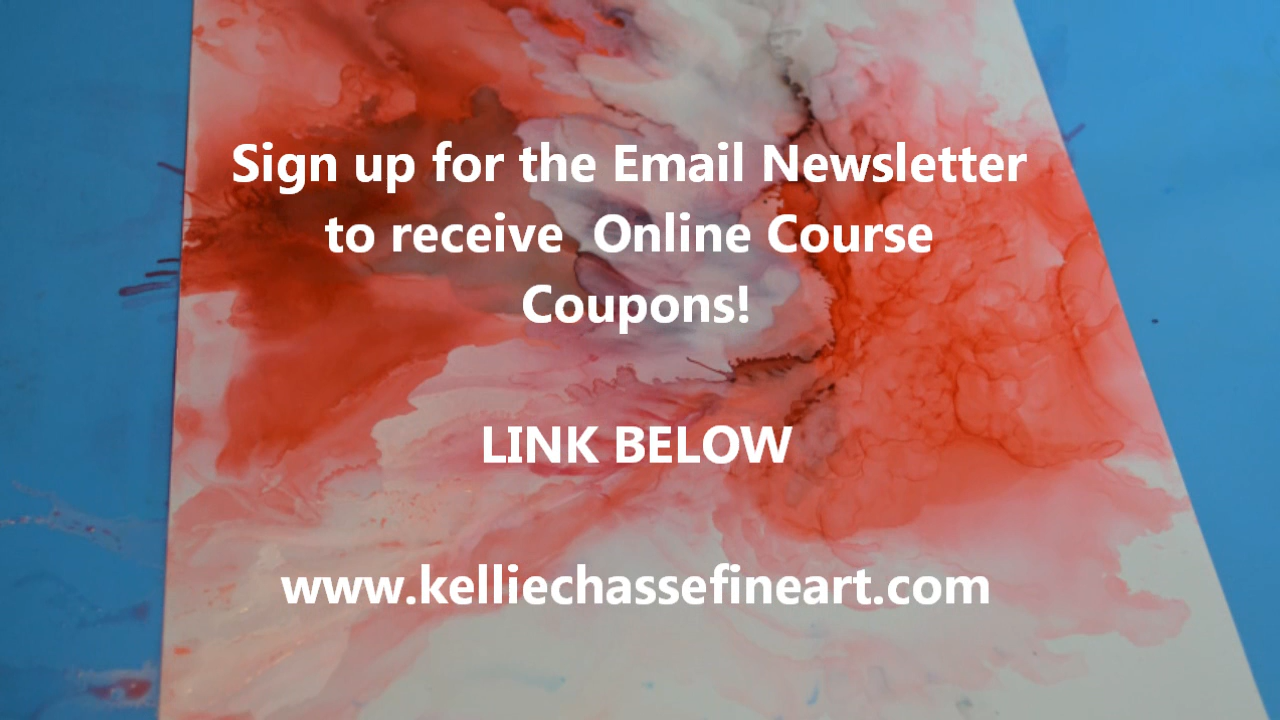 Sign up for the Email Newsletter
to receive  Online Course
Coupons!
LINK BELOW
www.kelliechassefineart.com